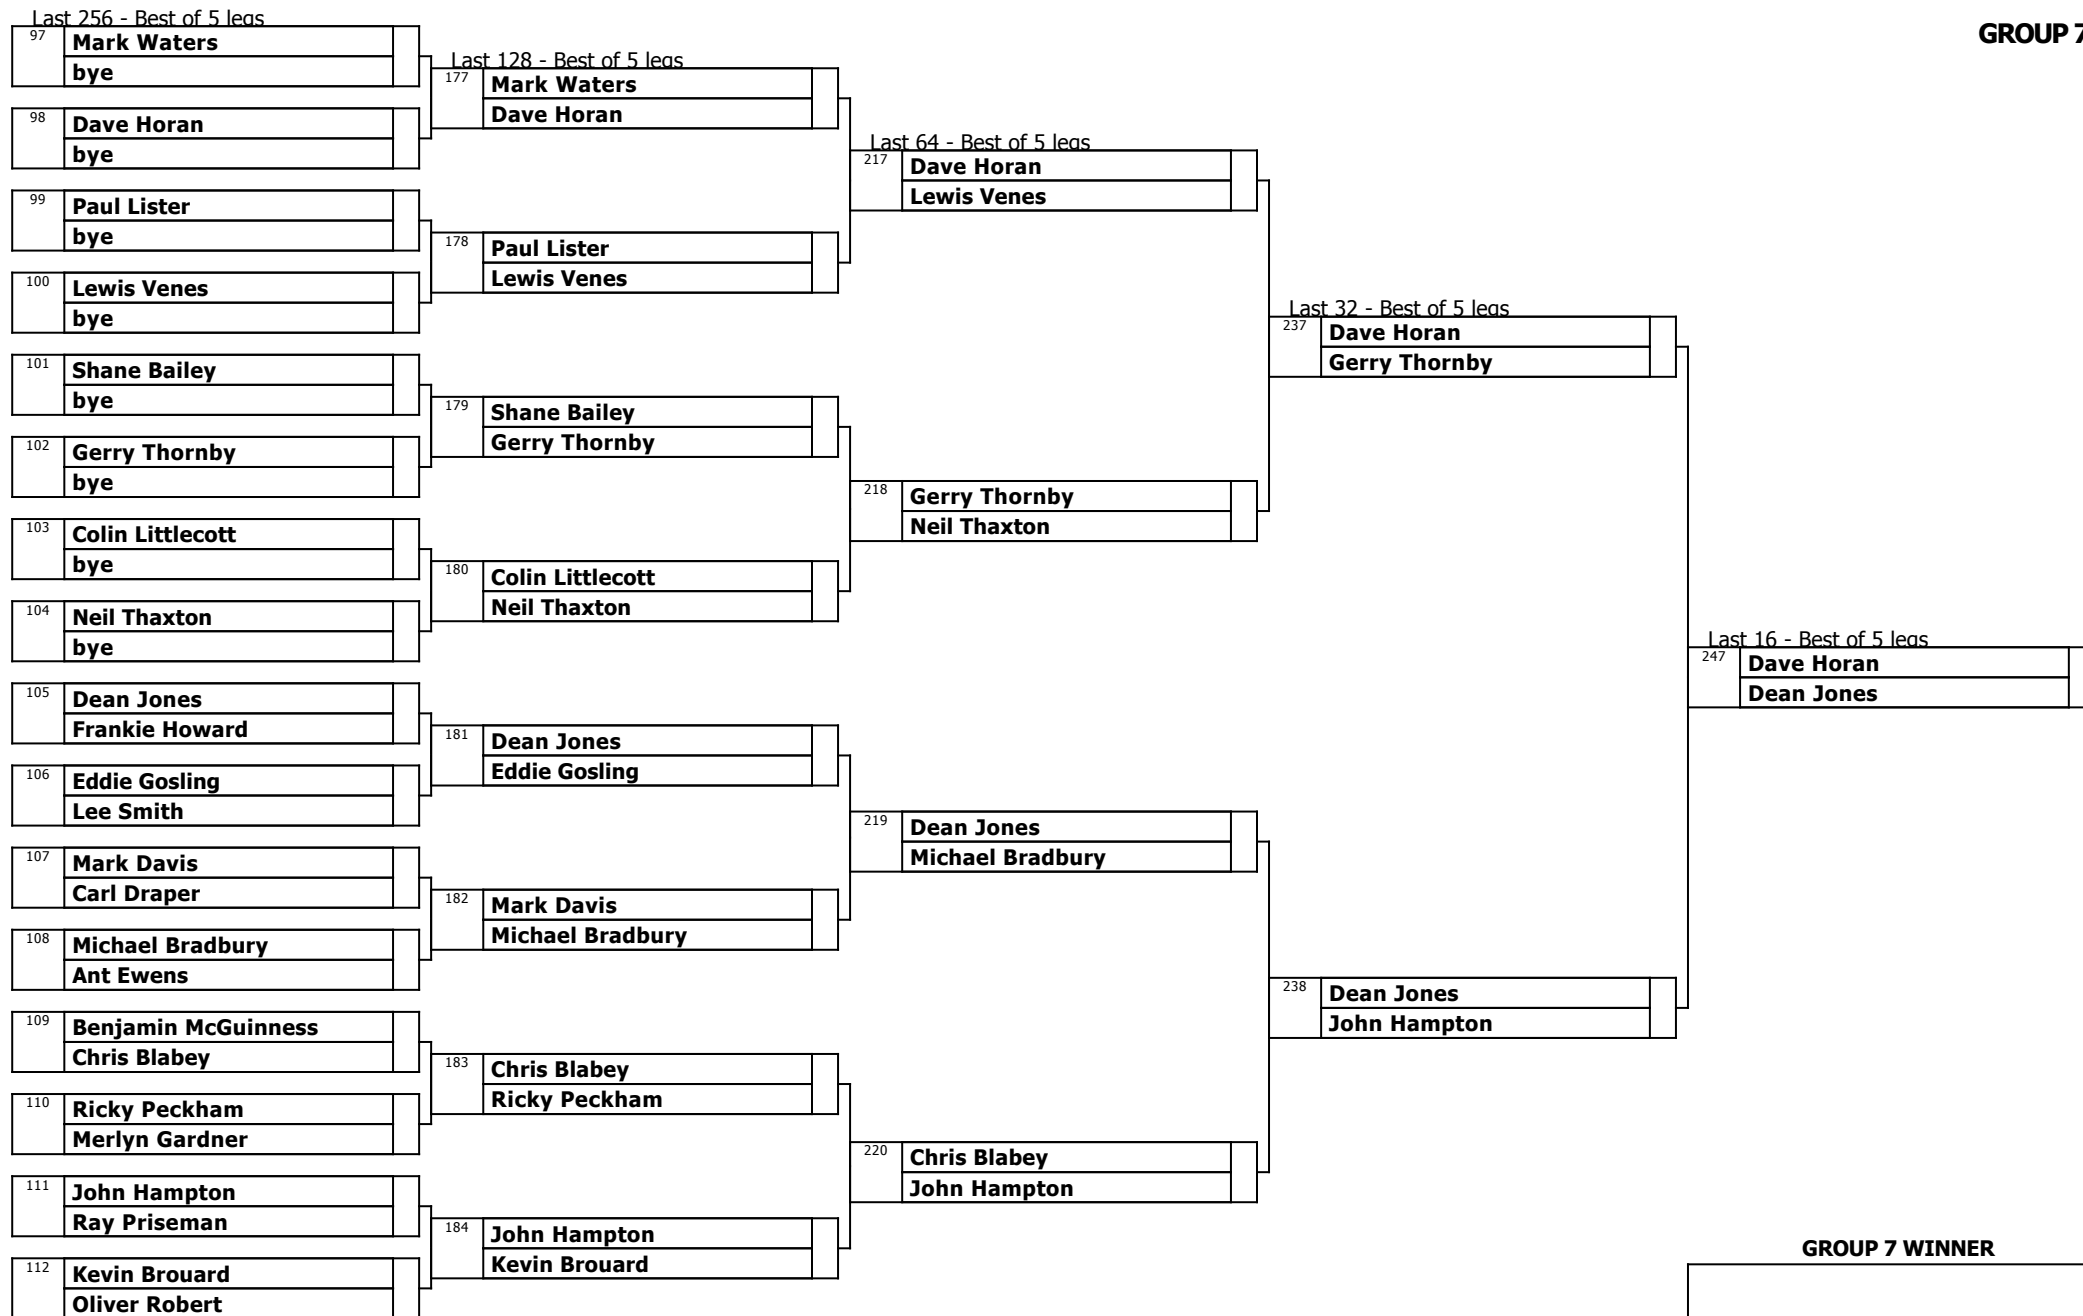 Last 256 - Best of 5 legs
GROUP 7
97
Mark Waters
bye
98
Dave Horan
bye
99
Paul Lister
bye
100
Lewis Venes
bye
101
Shane Bailey
bye
102
Gerry Thornby
bye
103
Colin Littlecott
bye
104
Neil Thaxton
bye
105
Dean Jones
Frankie Howard
106
Eddie Gosling
Lee Smith
107
Mark Davis
Carl Draper
108
Michael Bradbury
Ant Ewens
109
Benjamin McGuinness
Chris Blabey
110
Ricky Peckham
Merlyn Gardner
111
John Hampton
Ray Priseman
112
Kevin Brouard
Oliver Robert
Last 128 - Best of 5 legs
177
Mark Waters
Dave Horan
178
Paul Lister
Lewis Venes
179
Shane Bailey
Gerry Thornby
180
Colin Littlecott
Neil Thaxton
181
Dean Jones
Eddie Gosling
182
Mark Davis
Michael Bradbury
183
Chris Blabey
Ricky Peckham
184
John Hampton
Kevin Brouard
Last 64 - Best of 5 legs
217
Dave Horan
Lewis Venes
218
Gerry Thornby
Neil Thaxton
219
Dean Jones
Michael Bradbury
220
Chris Blabey
John Hampton
Last 32 - Best of 5 legs
237
Dave Horan
Gerry Thornby
238
Dean Jones
John Hampton
Last 16 - Best of 5 legs
247
Dave Horan
Dean Jones
GROUP 7 WINNER